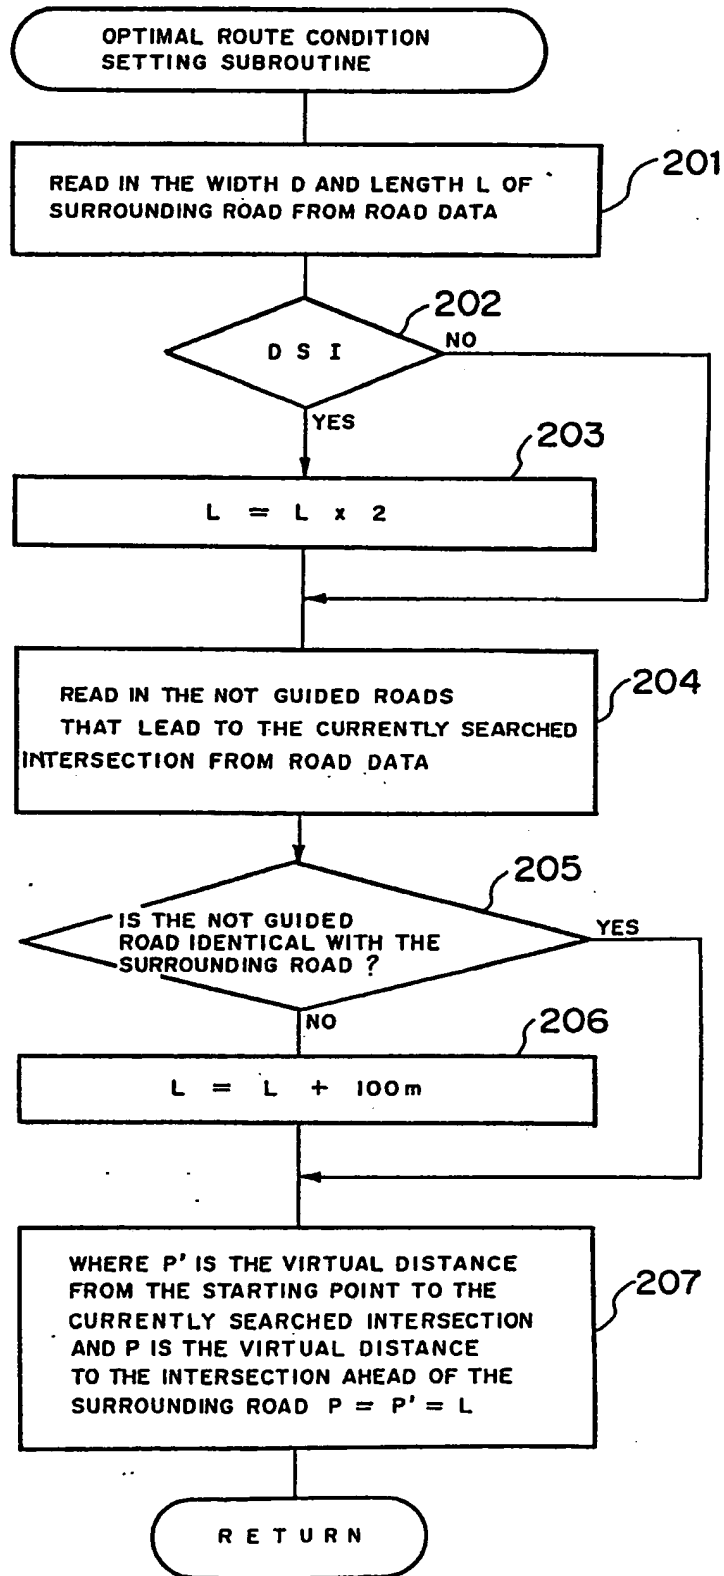 OPTIMAL ROUTE CONDITION
SETTING SUBROUTINE
READ IN THE WIDTH D AND LENGTH L OF
SURROUNDING ROAD FROM ROAD DATA
201
202
D S I
NO
YES
203
L = L x 2
READ IN THE NOT GUIDED ROADS
THAT LEAD TO THE CURRENTLY SEARCHED
INTERSECTION FROM ROAD DATA
204
205
IS THE NOT GUIDED
ROAD IDENTICAL WITH THE
SURROUNDING ROAD ?
YES
NO
206
L = L + 100m
WHERE P' IS THE VIRTUAL DISTANCE
FROM THE STARTING POINT TO THE
CURRENTLY SEARCHED INTERSECTION
AND P IS THE VIRTUAL DISTANCE
TO THE INTERSECTION AHEAD OF THE
SURROUNDING ROAD P = P' = L
207
RETURN